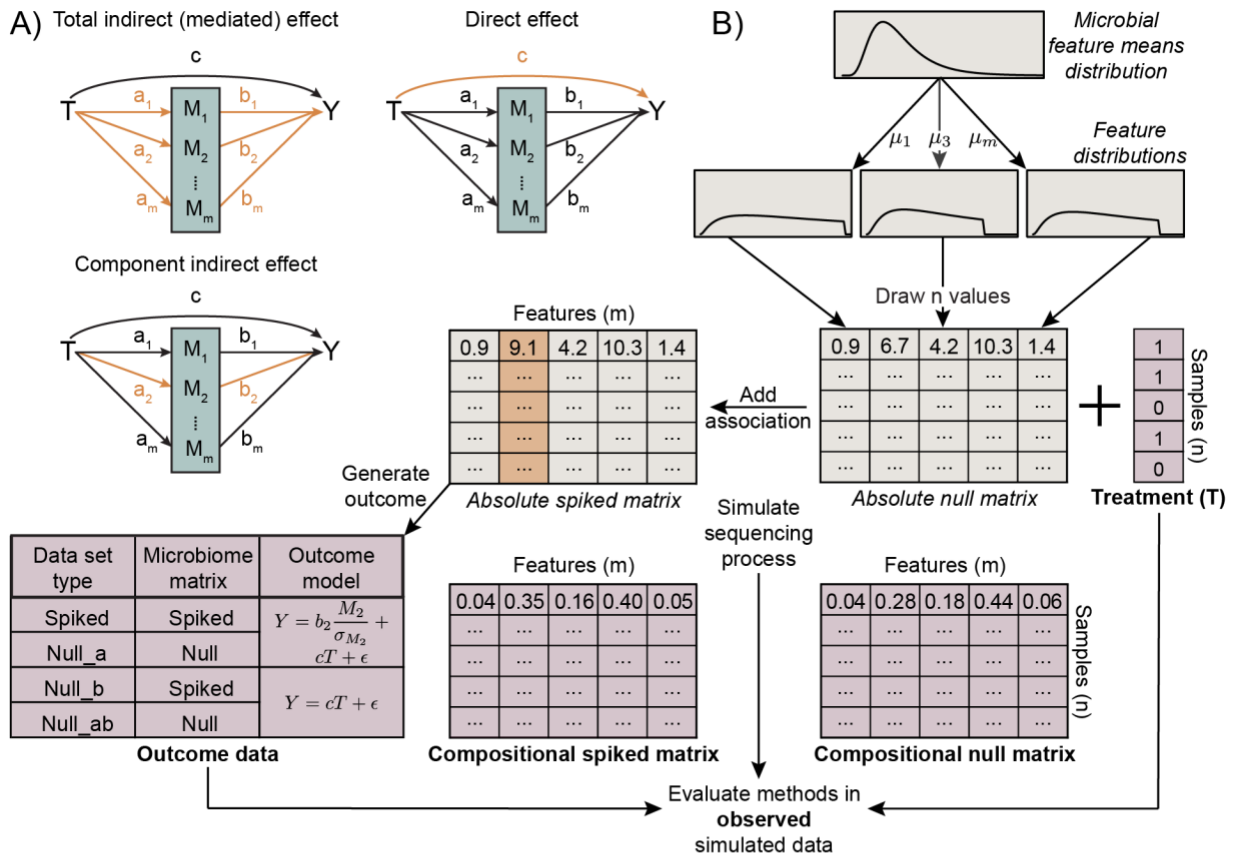 A)
Total indirect (mediated) effect
c
T
a1
a2
am
M1
M2
Mm
b1
b2
bm
Y
Direct effect
c
T
a1
a2
am
M1
M2
Mm
b1
b2
bm
Y
Component indirect effect
c
T
a1
a2
am
M1
M2
Mm
b1
b2
bm
Y
B)
Microbial
feature means
distribution
μ1 μ3 μm
Feature
distributions
Draw n values
Features (m)
0.9 9.1 4.2 10.3 1.4
... ... ... ... ...
... ... ... ... ...
... ... ... ... ...
... ... ... ... ...
Absolute spiked matrix
Add
association
0.9 6.7 4.2 10.3 1.4
... ... ... ... ...
... ... ... ... ...
... ... ... ... ...
... ... ... ... ...
Absolute null matrix
+
1
1
0
1
0
Samples (n)
Treatment (T)
Generate
outcome
Data set type Microbiome matrix Outcome model
Spiked Spiked
Null_a Null
Y = b2 M2/σM2 +
cT + ϵ
Null_b Spiked
Null_ab Null
Y = cT + ϵ
Outcome data
Simulate
sequencing
process
Features (m)
0.04 0.35 0.16 0.40 0.05
... ... ... ... ...
... ... ... ... ...
... ... ... ... ...
... ... ... ... ...
Compositional spiked matrix
Features (m)
0.04 0.28 0.18 0.44 0.06
... ... ... ... ...
... ... ... ... ...
... ... ... ... ...
... ... ... ... ...
Samples (n)
Compositional null matrix
Evaluate methods in
observed
simulated data